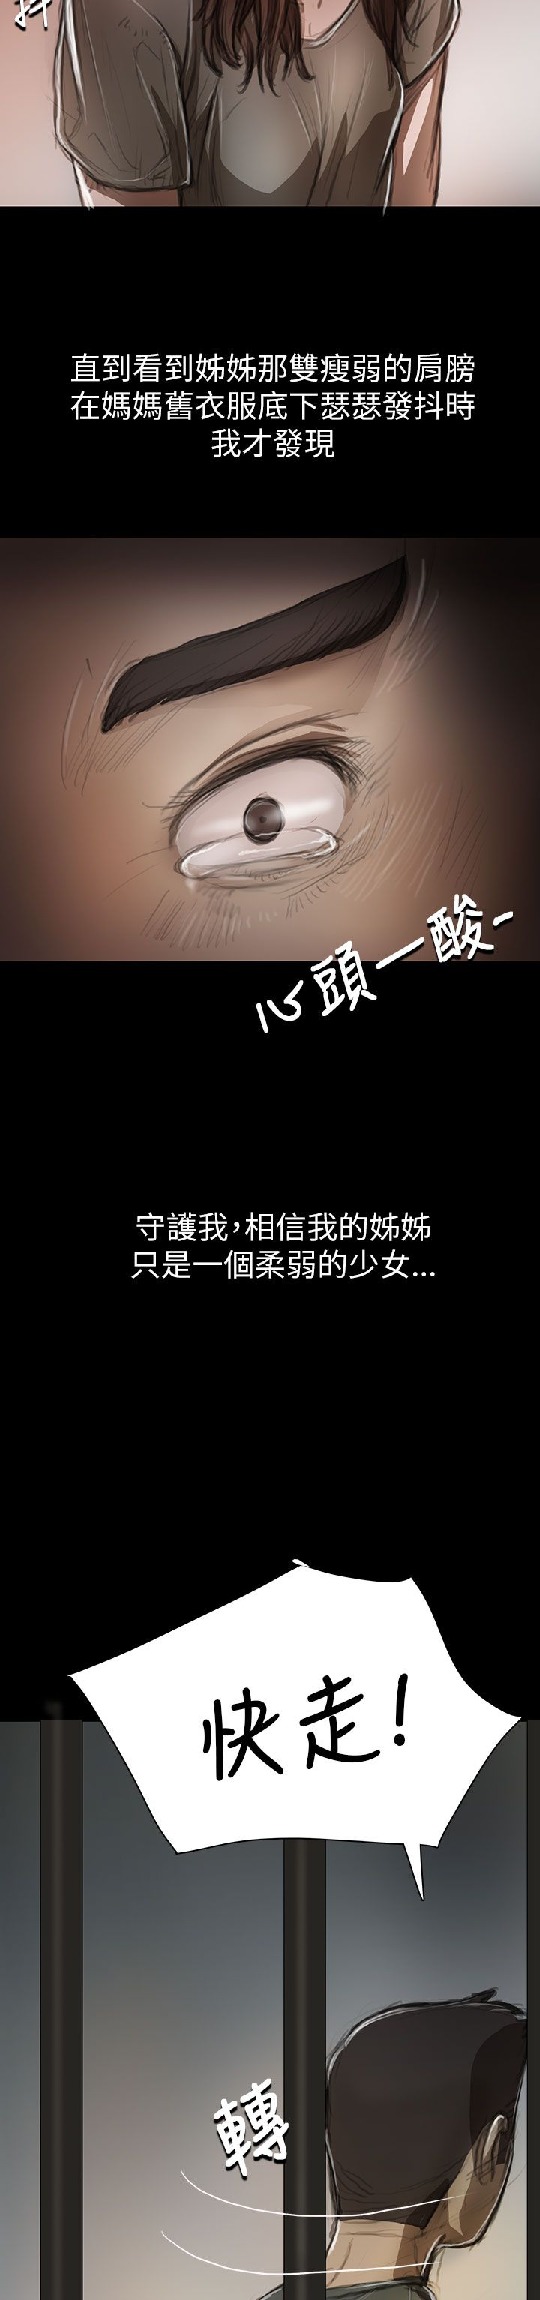 抖
直到看到姊姊那雙瘦弱的肩膀
在媽媽舊衣服底下瑟瑟發抖時
我才發現
心頭一酸~
守護我，相信我的姊姊
只是一個柔弱的少女...
快走!
轉